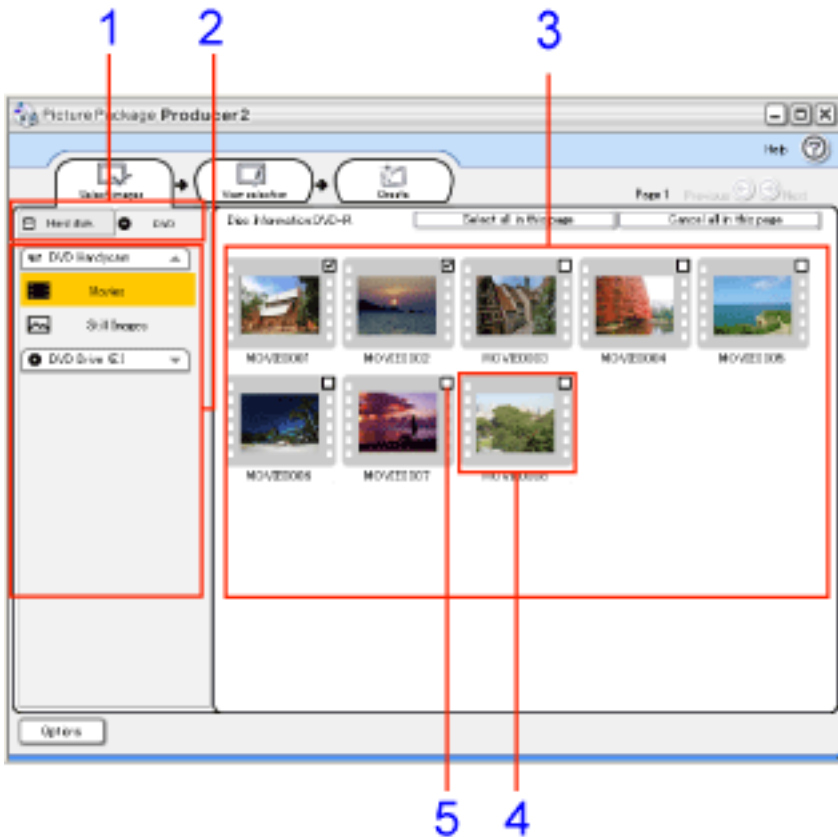 1 2 3
Picture Package Producer2
Help
Select images View selection Create
Page 1 Previous Next
Hard disk DVD
Disc Information:DVD-R Select all in this page Cancel all in this page
DVD Handycam
Movies
Still Images
DVD Drive (E:)
MOVIE0001 MOVIE0002 MOVIE0003 MOVIE0004 MOVIE0005
MOVIE0006 MOVIE0007
Options
5 4